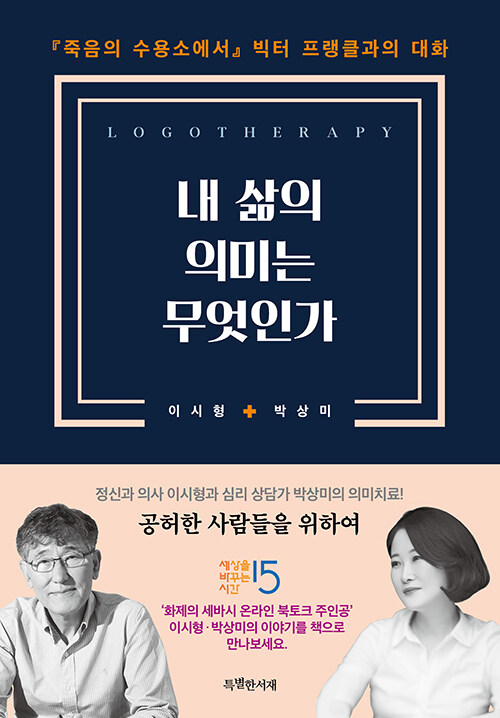 『죽음의 수용소에서』 빅터 프랭클과의 대화
LOGOTHERAPY
내 삶의
의미는
무엇인가
이시형 + 박상미
정신과 의사 이시형과 심리 상담가 박상미의 의미치료!
공허한 사람들을 위하여
세상을
바꾸는
시간 15
‘화제의 세바시 온라인 북토크 주인공’
이시형·박상미의 이야기를 책으로
만나보세요.
특별한서재